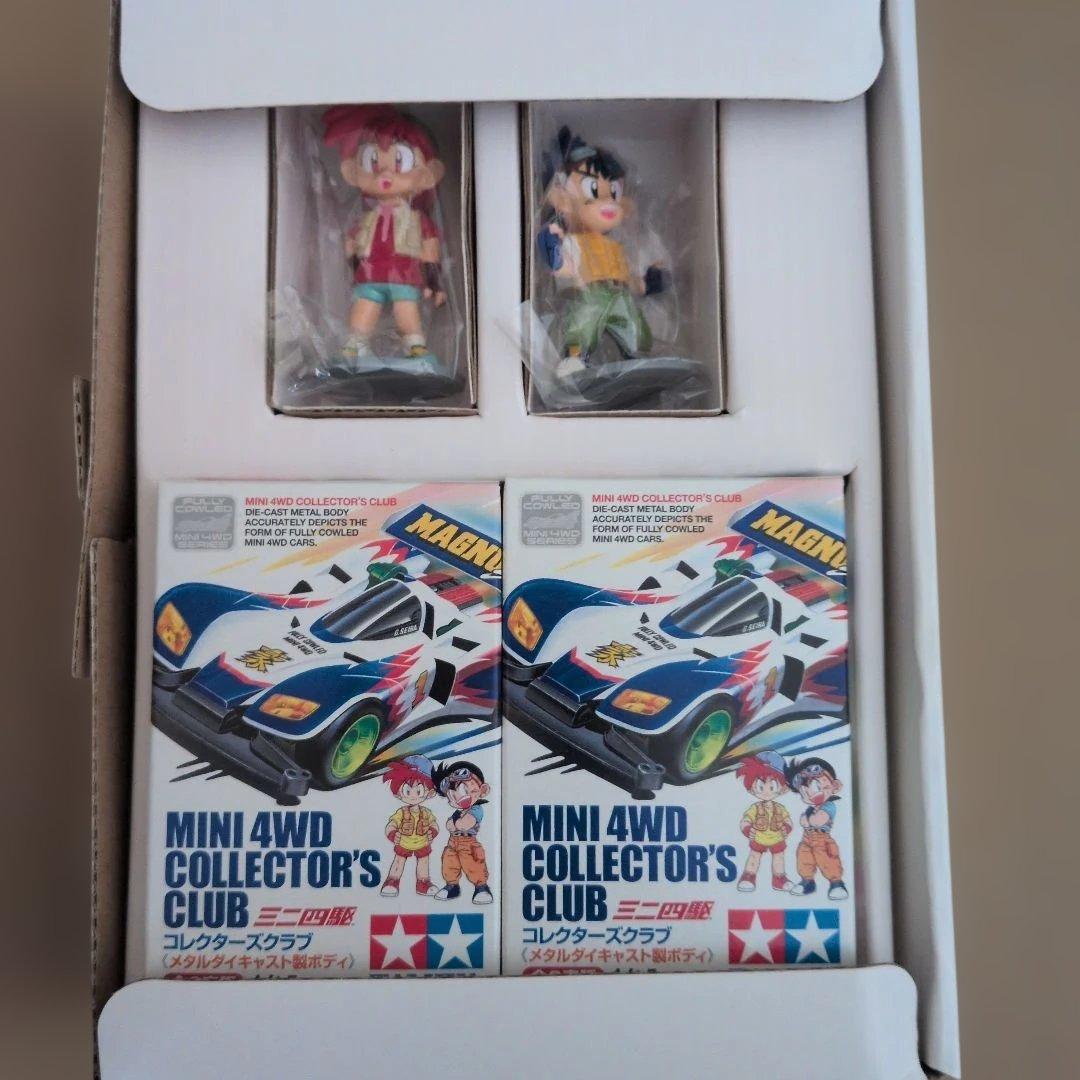 FULLY
COWLED
MINI 4WD
SERIES
MINI 4WD COLLECTOR'S CLUB
DIE-CAST METAL BODY
ACCURATELY DEPICTS THE
FORM OF FULLY COWLED
MINI 4WD CARS.
MAGNU
G.SEIBA
FULLY COWLED
MINI 4WD
豪
MINI 4WD
COLLECTOR'S
CLUB ミニ四駆
コレクターズクラブ
〈メタルダイキャスト製ボディ〉
FULLY
COWLED
MINI 4WD
SERIES
MINI 4WD COLLECTOR'S CLUB
DIE-CAST METAL BODY
ACCURATELY DEPICTS THE
FORM OF FULLY COWLED
MINI 4WD CARS.
MAGNU
G.SEIBA
FULLY COWLED
MINI 4WD
豪
MINI 4WD
COLLECTOR'S
CLUB ミニ四駆
コレクターズクラブ
〈メタルダイキャスト製ボディ〉